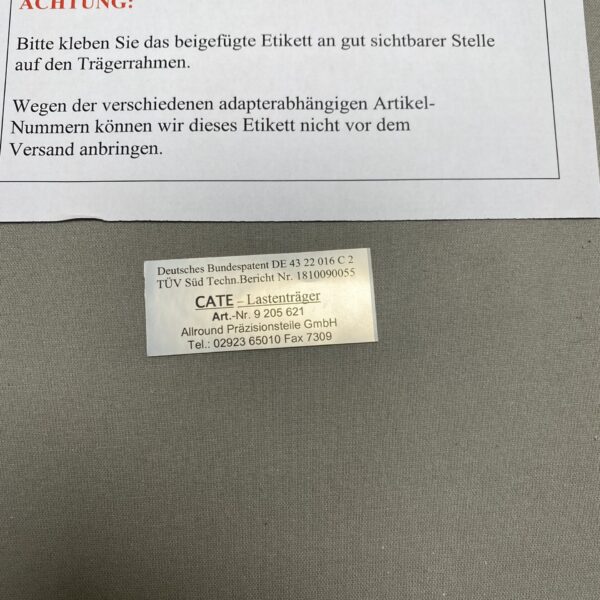 ACHTUNG:
Bitte kleben Sie das beigefügte Etikett an gut sichtbarer Stelle
auf den Trägerrahmen.
Wegen der verschiedenen adapterabhängigen Artikel-
Nummern können wir dieses Etikett nicht vor dem
Versand anbringen.
Deutsches Bundespatent DE 43 22 016 C 2
TÜV Süd Techn.Bericht Nr. 1810090055
CATE – Lastenträger
Art.-Nr. 9 205 621
Allround Präzisionsteile GmbH
Tel.: 02923 65010 Fax 7309